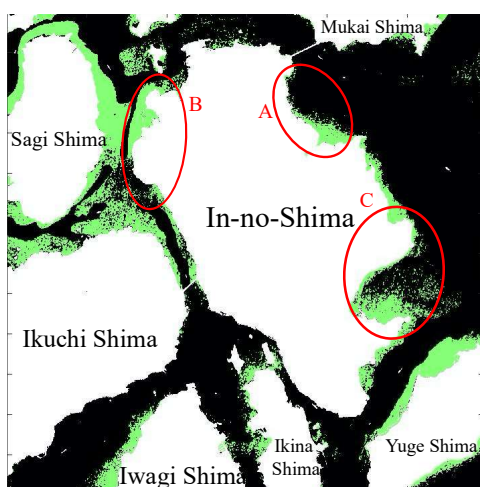 Mukai Shima
B
A
Sagi Shima
C
In-no-Shima
Ikuchi Shima
Ikina
Shima
Yuge Shima
Iwagi Shima